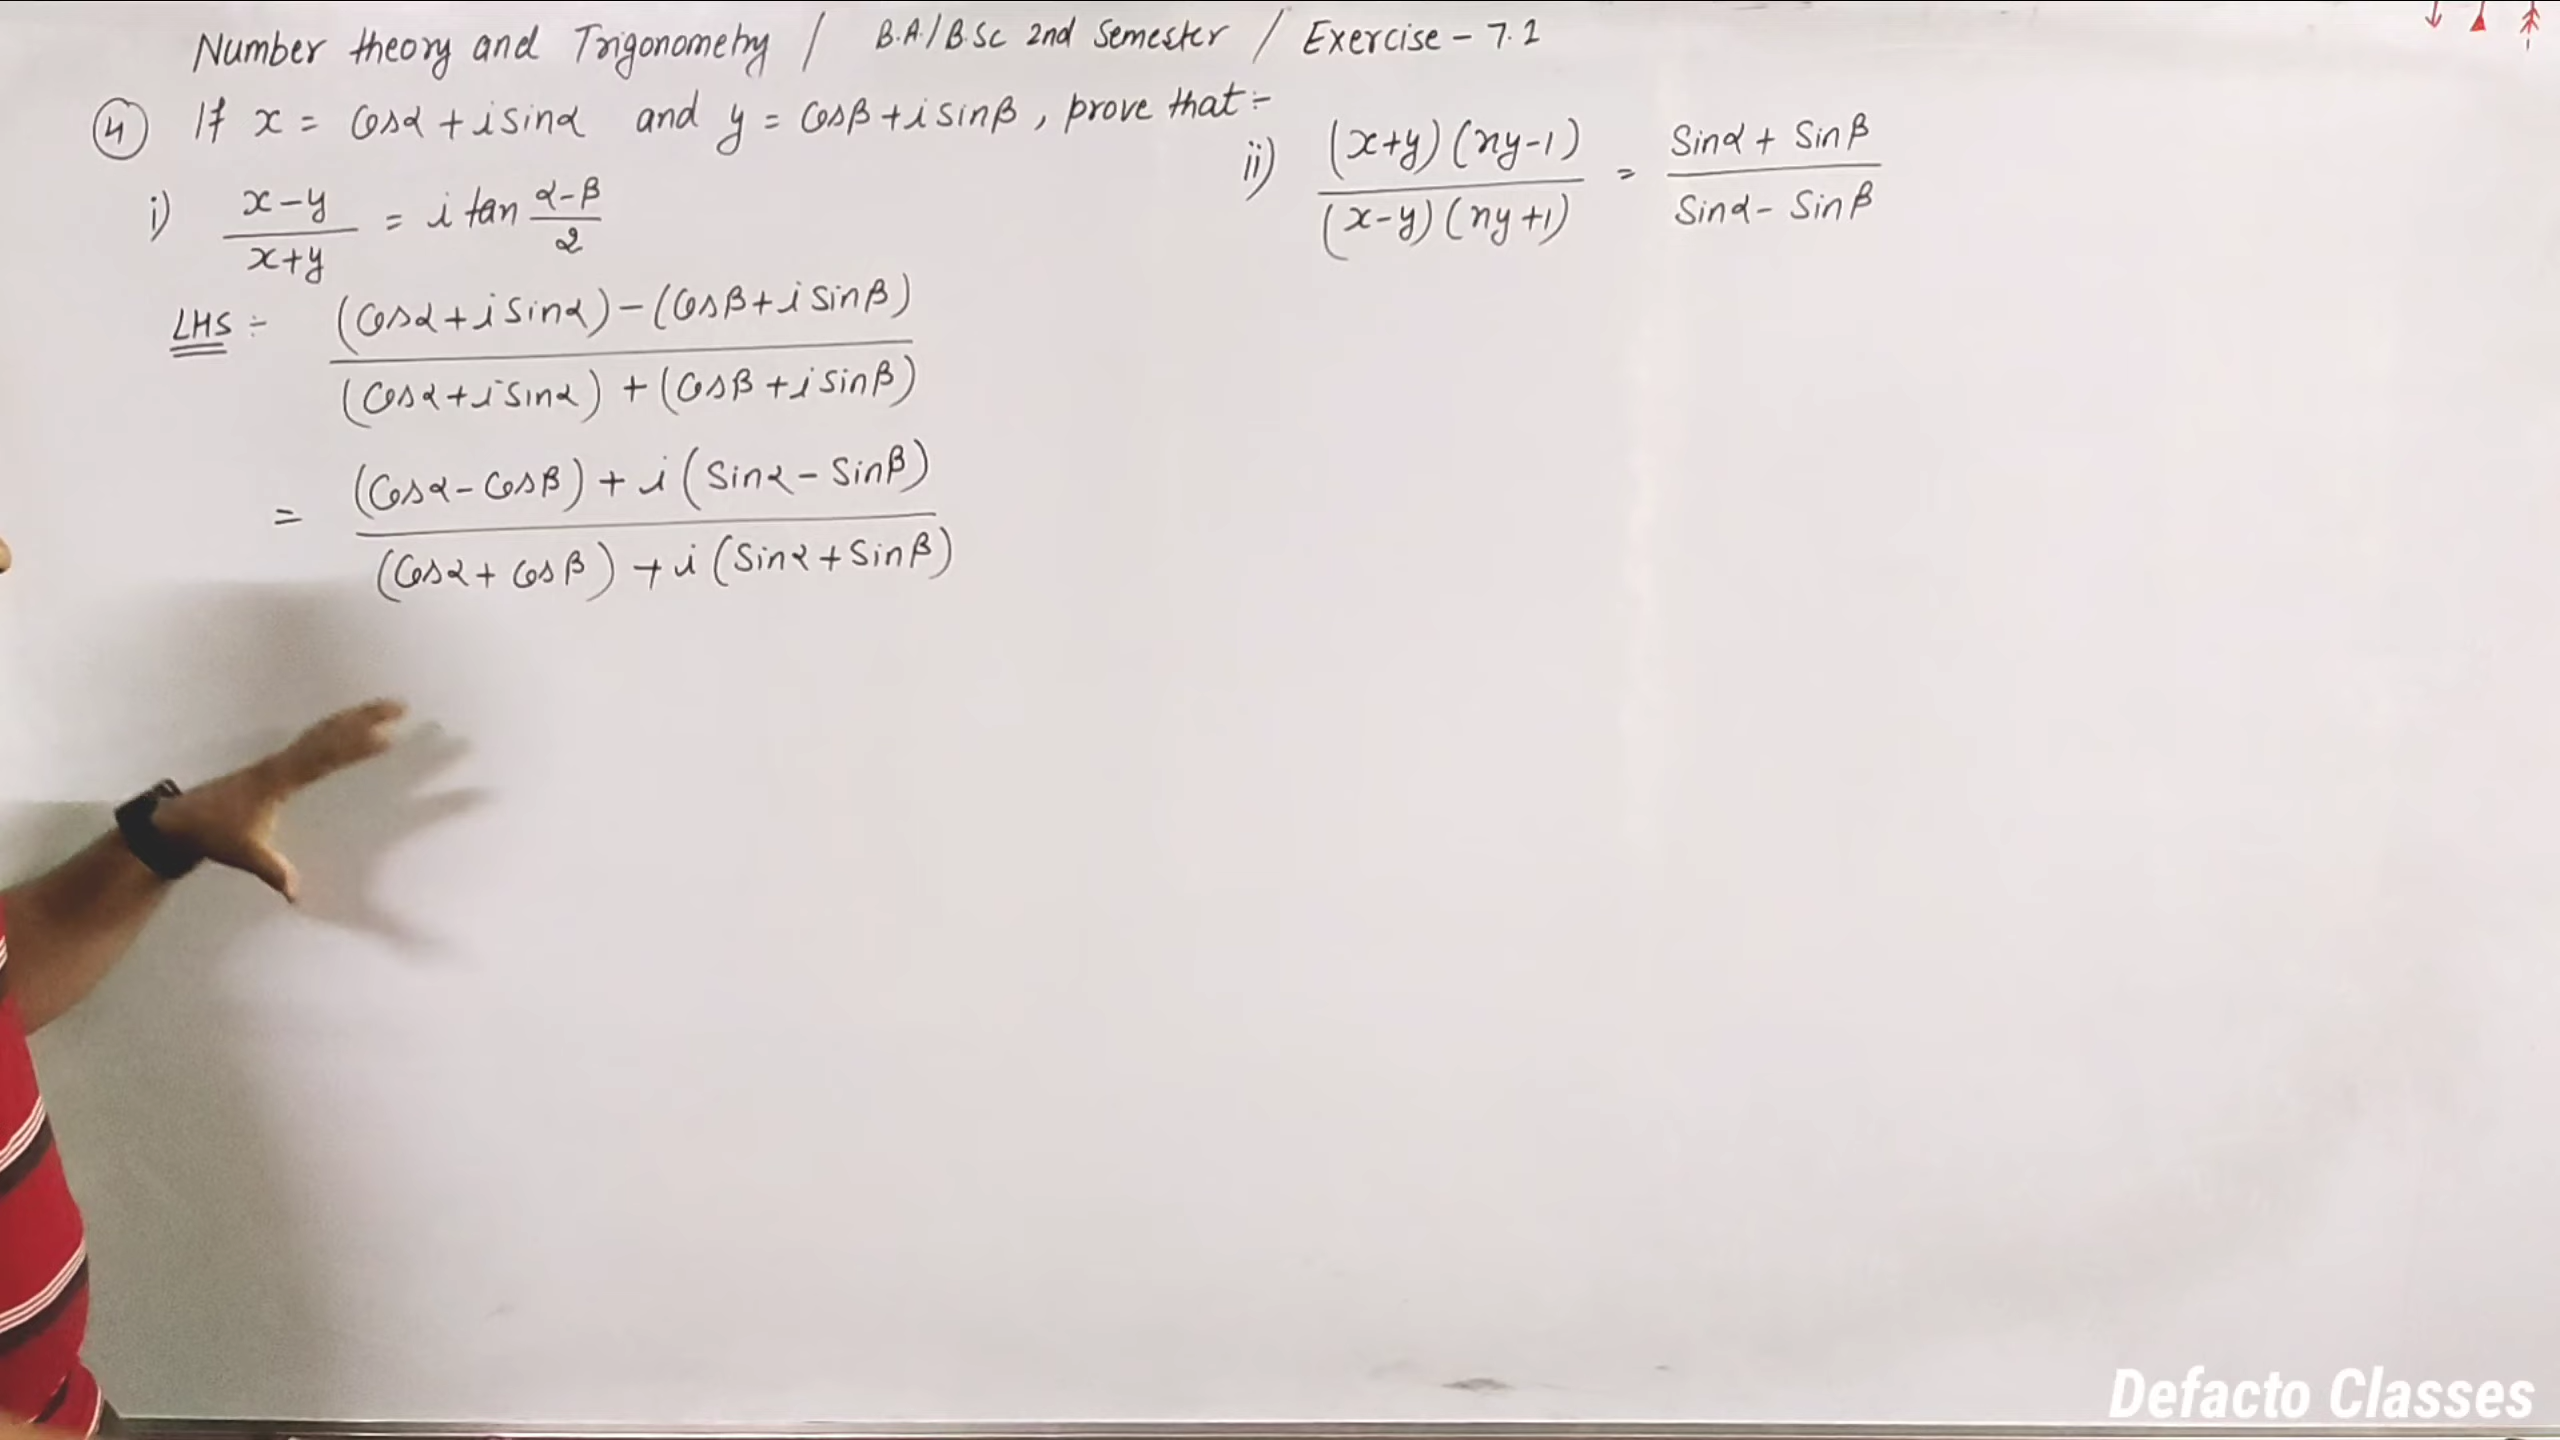 Number theory and Trigonometry / B.A./B.Sc 2nd Semester / Exercise - 7.1
④ If x = Cosα + i sinα and y = Cosβ + i sinβ, prove that :-
i) (x-y)/(x+y) = i tan (α-β)/2
ii) ((x+y)(xy-1))/((x-y)(xy+1)) = (Sinα + Sinβ)/(Sinα - Sinβ)
LHS :- ((Cosα + i Sinα) - (Cosβ + i Sinβ))/((Cosα + i Sinα) + (Cosβ + i sinβ))
= ((Cosα - Cosβ) + i (Sinα - Sinβ))/((Cosα + Cosβ) + i (Sinα + Sinβ))
Defacto Classes